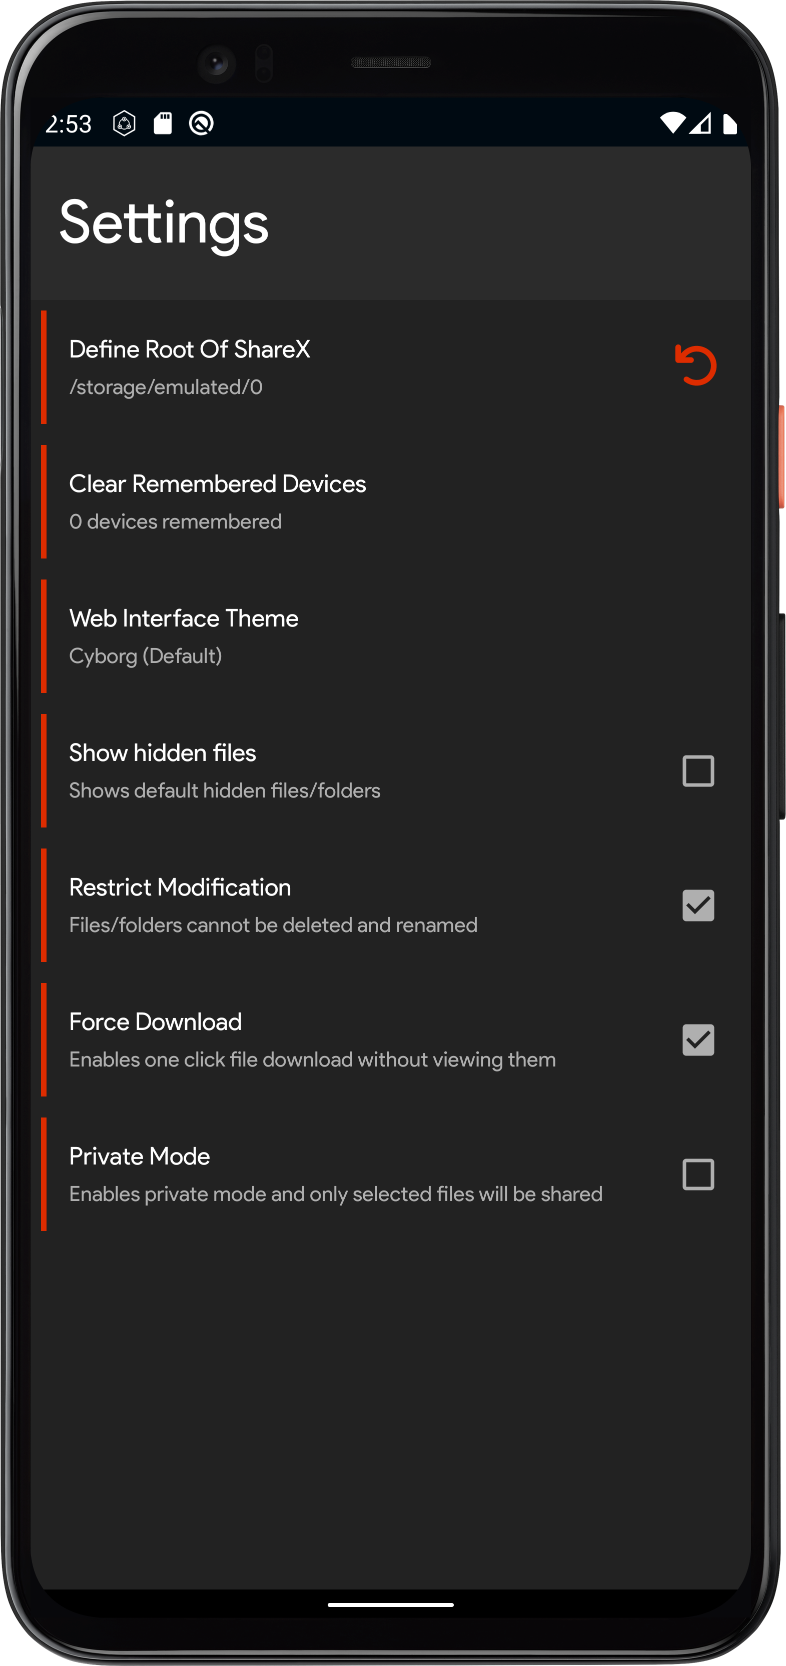 2:53
Settings
Define Root Of ShareX
/storage/emulated/0
Clear Remembered Devices
0 devices remembered
Web Interface Theme
Cyborg (Default)
Show hidden files
Shows default hidden files/folders
Restrict Modification
Files/folders cannot be deleted and renamed
Force Download
Enables one click file download without viewing them
Private Mode
Enables private mode and only selected files will be shared